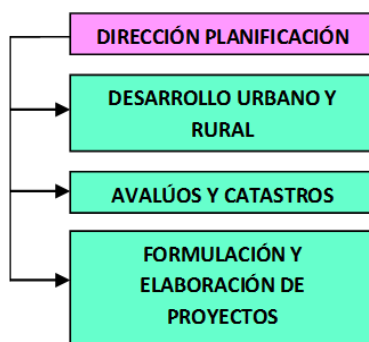 DIRECCIÓN PLANIFICACIÓN
DESARROLLO URBANO Y
RURAL
AVALÚOS Y CATASTROS
FORMULACIÓN Y
ELABORACIÓN DE
PROYECTOS